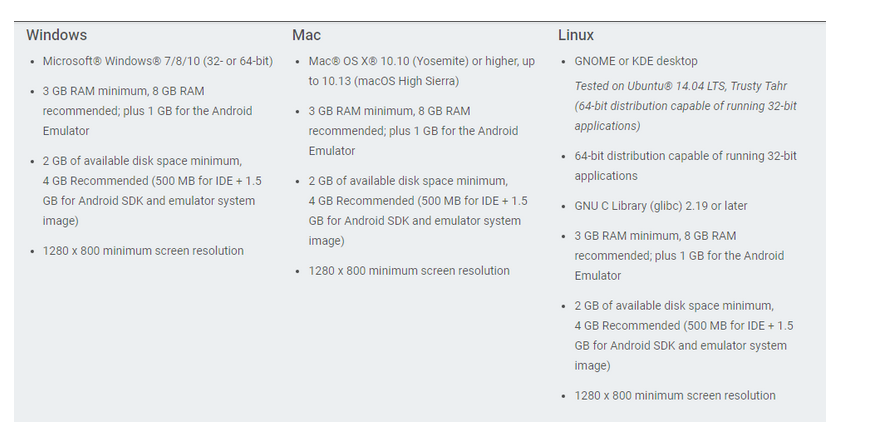 Windows
Microsoft® Windows® 7/8/10 (32- or 64-bit)
3 GB RAM minimum, 8 GB RAM
recommended; plus 1 GB for the Android
Emulator
2 GB of available disk space minimum,
4 GB Recommended (500 MB for IDE + 1.5
GB for Android SDK and emulator system
image)
1280 x 800 minimum screen resolution
Mac
Mac® OS X® 10.10 (Yosemite) or higher, up
to 10.13 (macOS High Sierra)
3 GB RAM minimum, 8 GB RAM
recommended; plus 1 GB for the Android
Emulator
2 GB of available disk space minimum,
4 GB Recommended (500 MB for IDE + 1.5
GB for Android SDK and emulator system
image)
1280 x 800 minimum screen resolution
Linux
GNOME or KDE desktop
Tested on Ubuntu® 14.04 LTS, Trusty Tahr
(64-bit distribution capable of running 32-bit
applications)
64-bit distribution capable of running 32-bit
applications
GNU C Library (glibc) 2.19 or later
3 GB RAM minimum, 8 GB RAM
recommended; plus 1 GB for the Android
Emulator
2 GB of available disk space minimum,
4 GB Recommended (500 MB for IDE + 1.5
GB for Android SDK and emulator system
image)
1280 x 800 minimum screen resolution